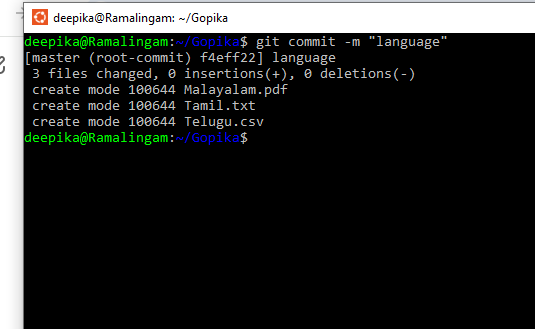 deepika@Ramalingam: ~/Gopika
deepika@Ramalingam:~/Gopika$ git commit -m "language"
[master (root-commit) f4eff22] language
3 files changed, 0 insertions(+), 0 deletions(-)
create mode 100644 Malayalam.pdf
create mode 100644 Tamil.txt
create mode 100644 Telugu.csv
deepika@Ramalingam:~/Gopika$